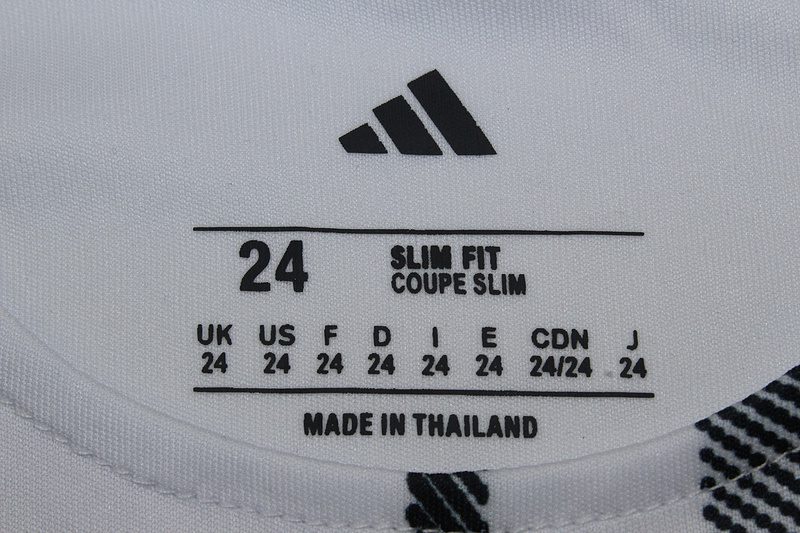 24
SLIM FIT
COUPE SLIM
UK US F D I E CDN J
24 24 24 24 24 24 24/24 24
MADE IN THAILAND